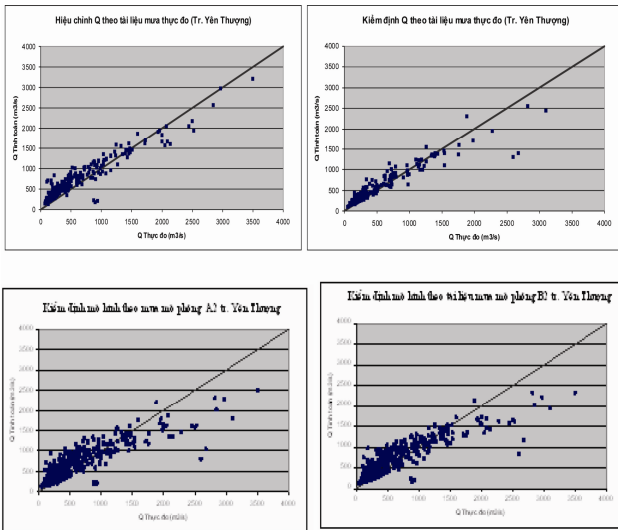 Hiệu chỉnh Q theo tài liệu mưa thực đo (Tr. Yên Thượng)
4000
3500
3000
2500
2000
1500
1000
500
0
Q Tính toán (m3/s)
0 500 1000 1500 2000 2500 3000 3500 4000
Q Thực đo (m3/s)
Kiểm định Q theo tài liệu mưa thực đo (Tr. Yên Thượng)
4000
3500
3000
2500
2000
1500
1000
500
0
Q Tính toán (m3/s)
0 500 1000 1500 2000 2500 3000 3500 4000
Q Thực đo (m3/s)
Kiểm định mô hình theo mưa mô phỏng A2 tr. Yên Thượng
4000
3500
3000
2500
2000
1500
1000
500
0
Q Tính toán (m3/s)
0 500 1000 1500 2000 2500 3000 3500 4000
Q Thực đo (m3/s)
Kiểm định mô hình theo tài liệu mưa mô phỏng B2 tr. Yên Thượng
4000
3500
3000
2500
2000
1500
1000
500
0
Q Tính toán (m3/s)
0 500 1000 1500 2000 2500 3000 3500 4000
Q Thực đo (m3/s)